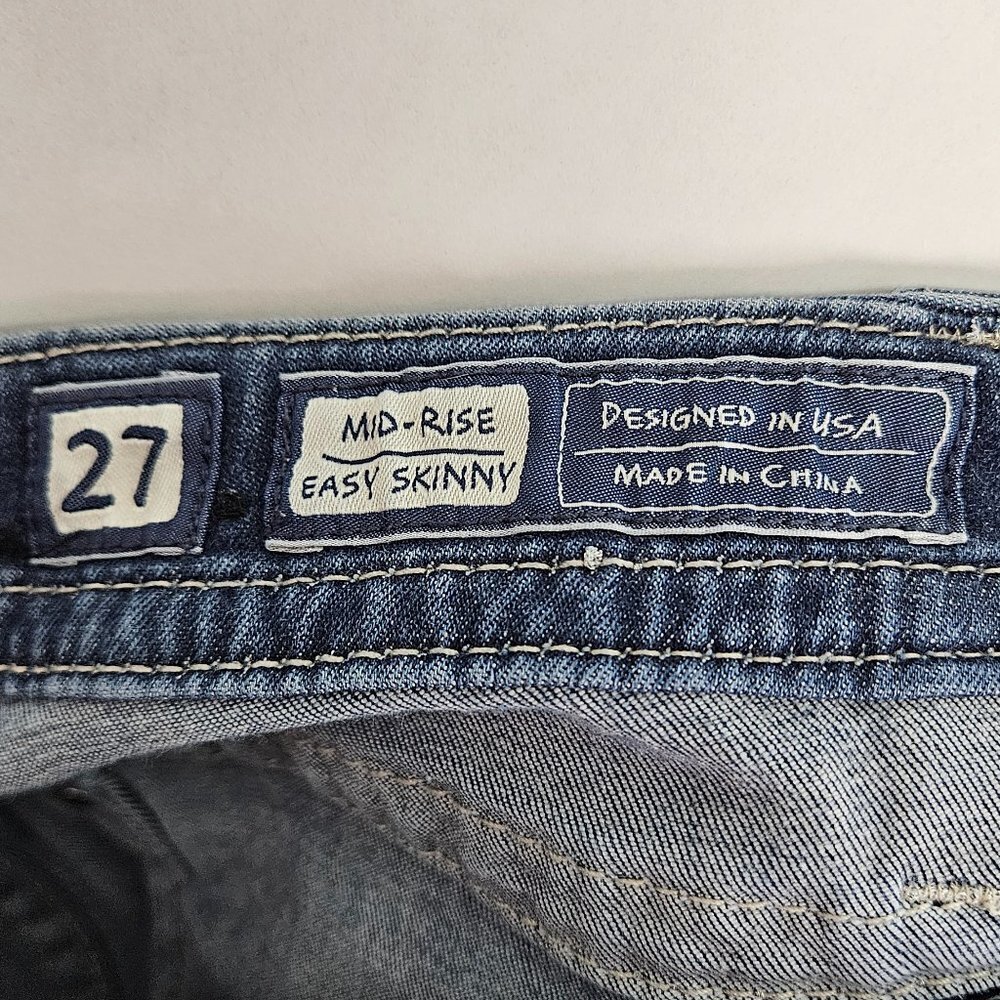 27
MID-RISE
EASY SKINNY
DESIGNED IN USA
MADE IN CHINA